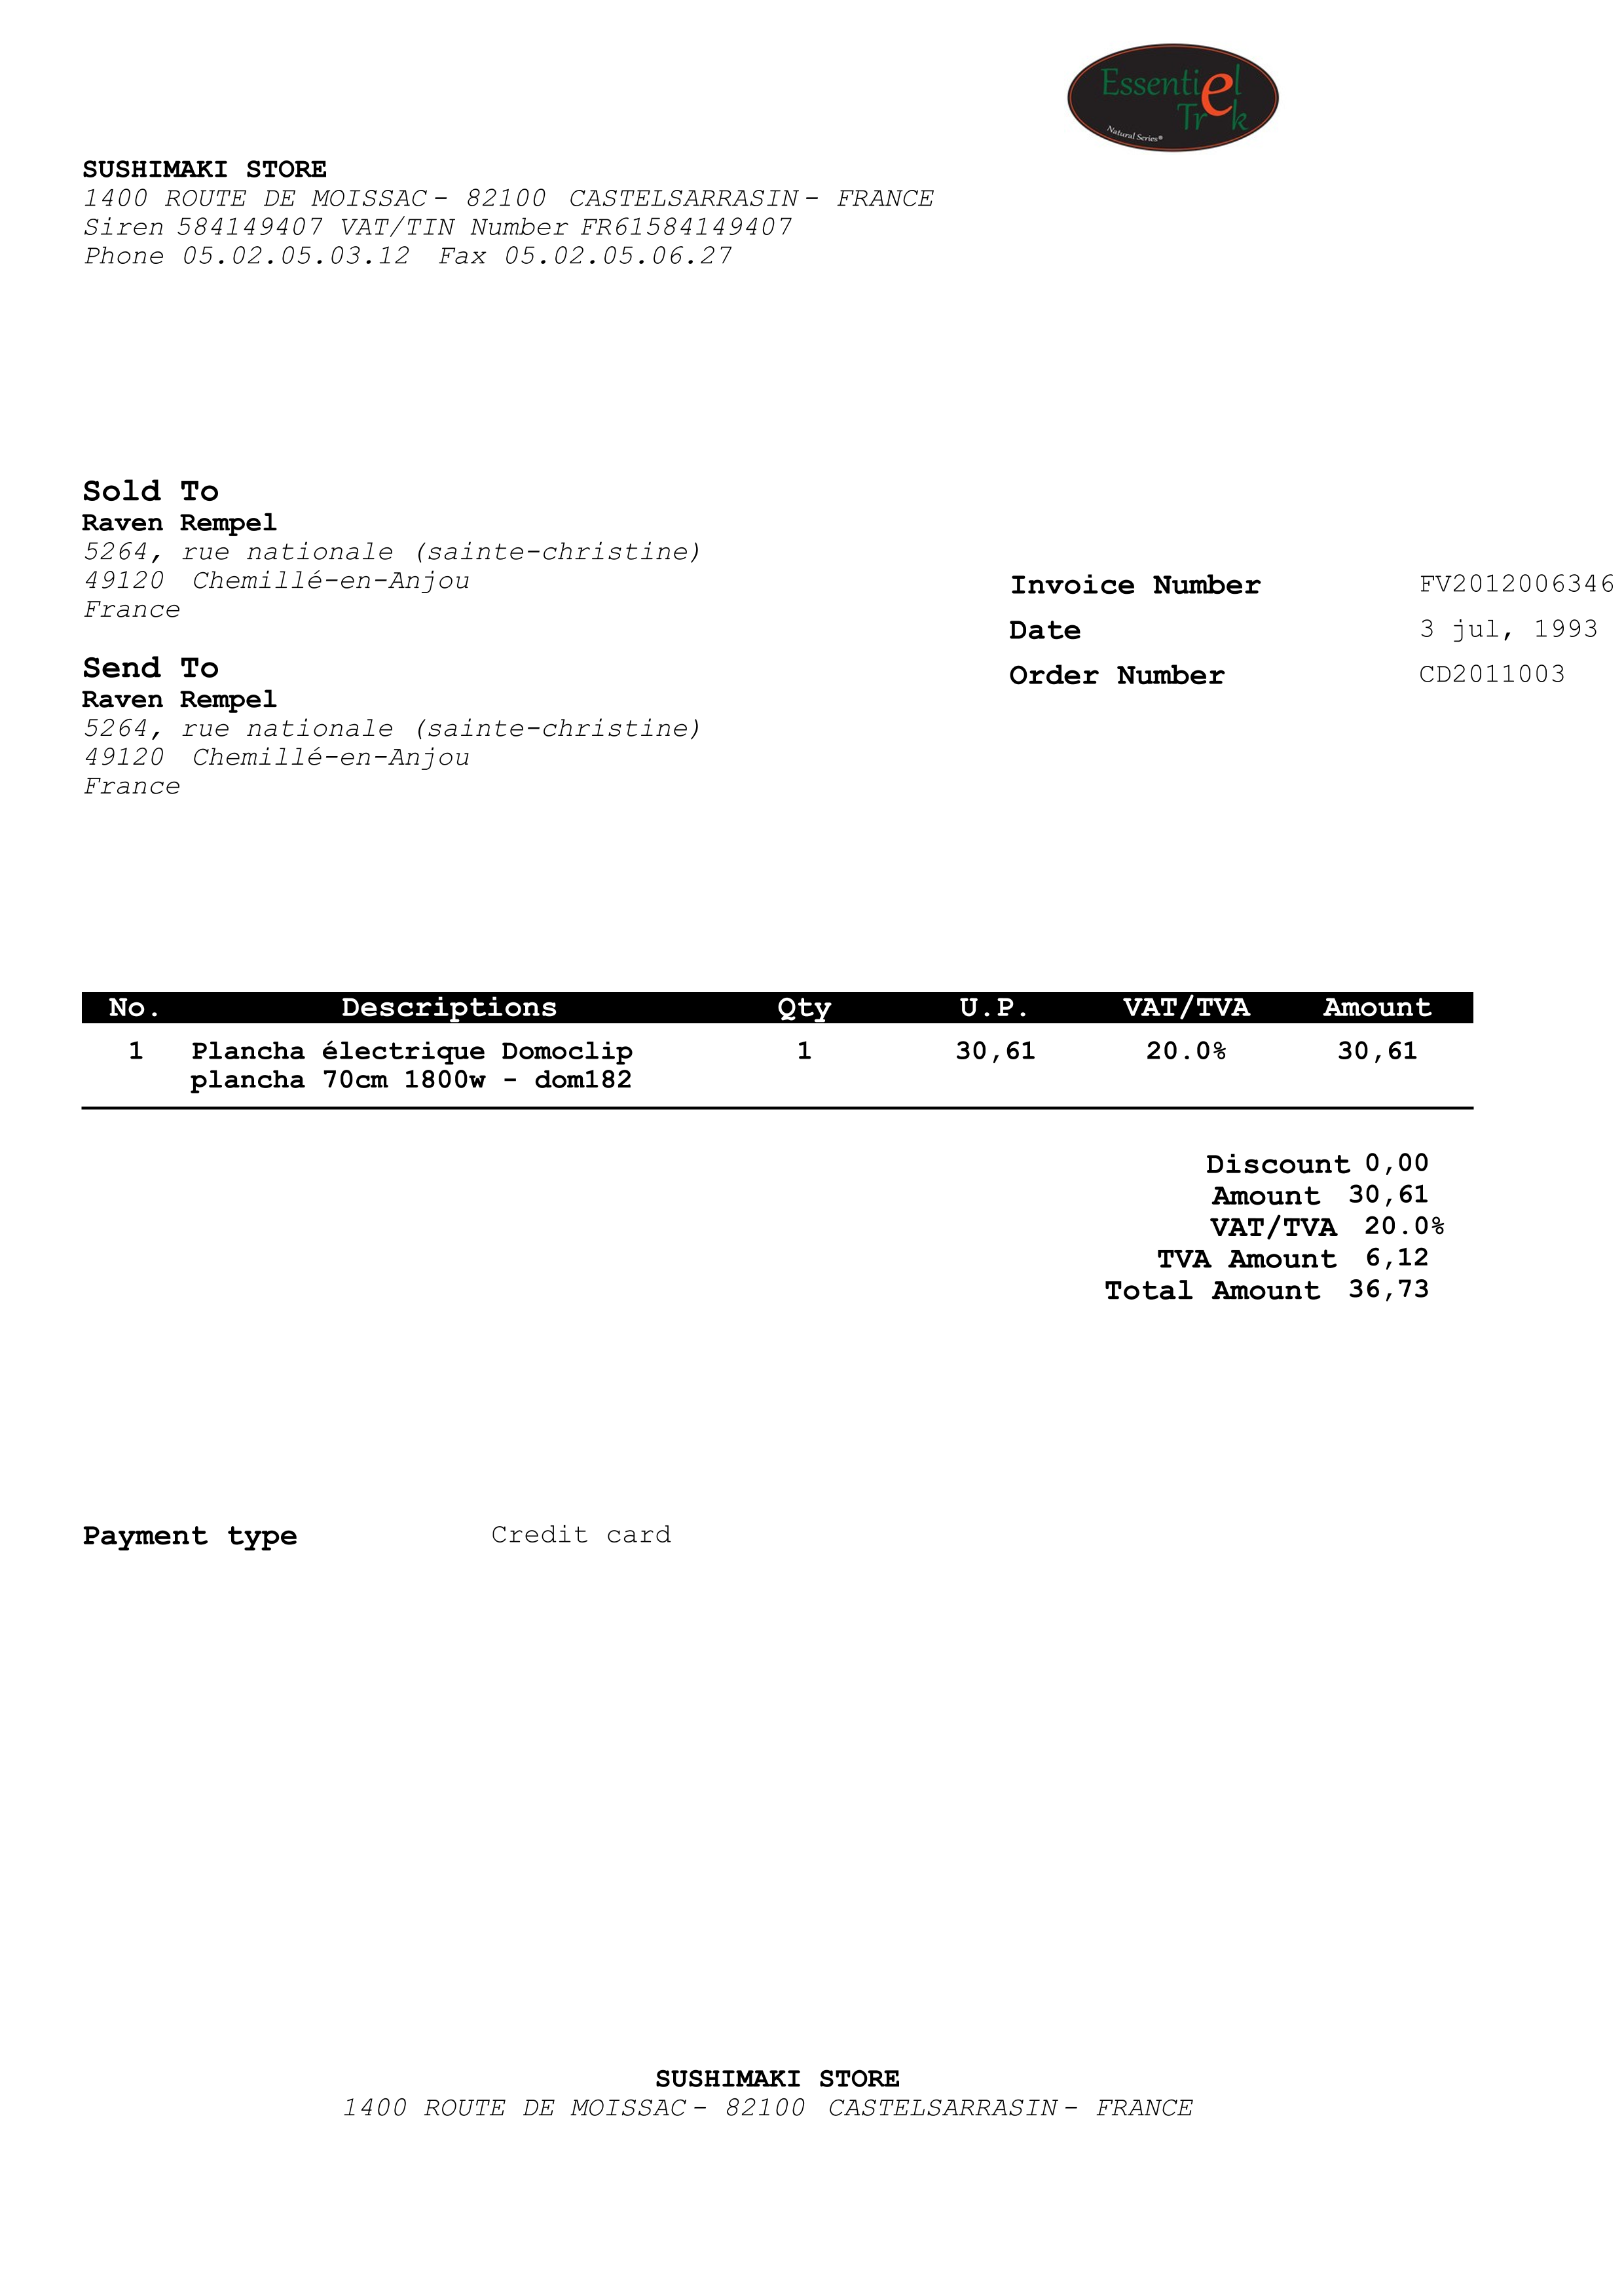 Essentiel
Trek
Natural Series®
SUSHIMAKI STORE
1400 ROUTE DE MOISSAC - 82100 CASTELSARRASIN - FRANCE
Siren 584149407 VAT/TIN Number FR61584149407
Phone 05.02.05.03.12 Fax 05.02.05.06.27
Sold To
Raven Rempel
5264, rue nationale (sainte-christine)
49120 Chemillé-en-Anjou
France
Invoice Number FV2012006346
Date 3 jul, 1993
Order Number CD2011003
Send To
Raven Rempel
5264, rue nationale (sainte-christine)
49120 Chemillé-en-Anjou
France
No. Descriptions Qty U.P. VAT/TVA Amount
1 Plancha électrique Domoclip 1 30,61 20.0% 30,61
plancha 70cm 1800w - dom182
Discount 0,00
Amount 30,61
VAT/TVA 20.0%
TVA Amount 6,12
Total Amount 36,73
Payment type Credit card
SUSHIMAKI STORE
1400 ROUTE DE MOISSAC - 82100 CASTELSARRASIN - FRANCE